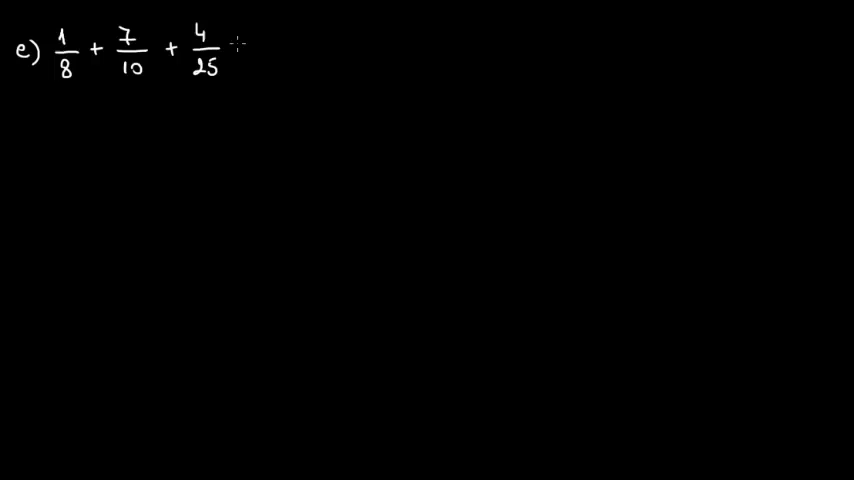 e) 1/8 + 7/10 + 4/25